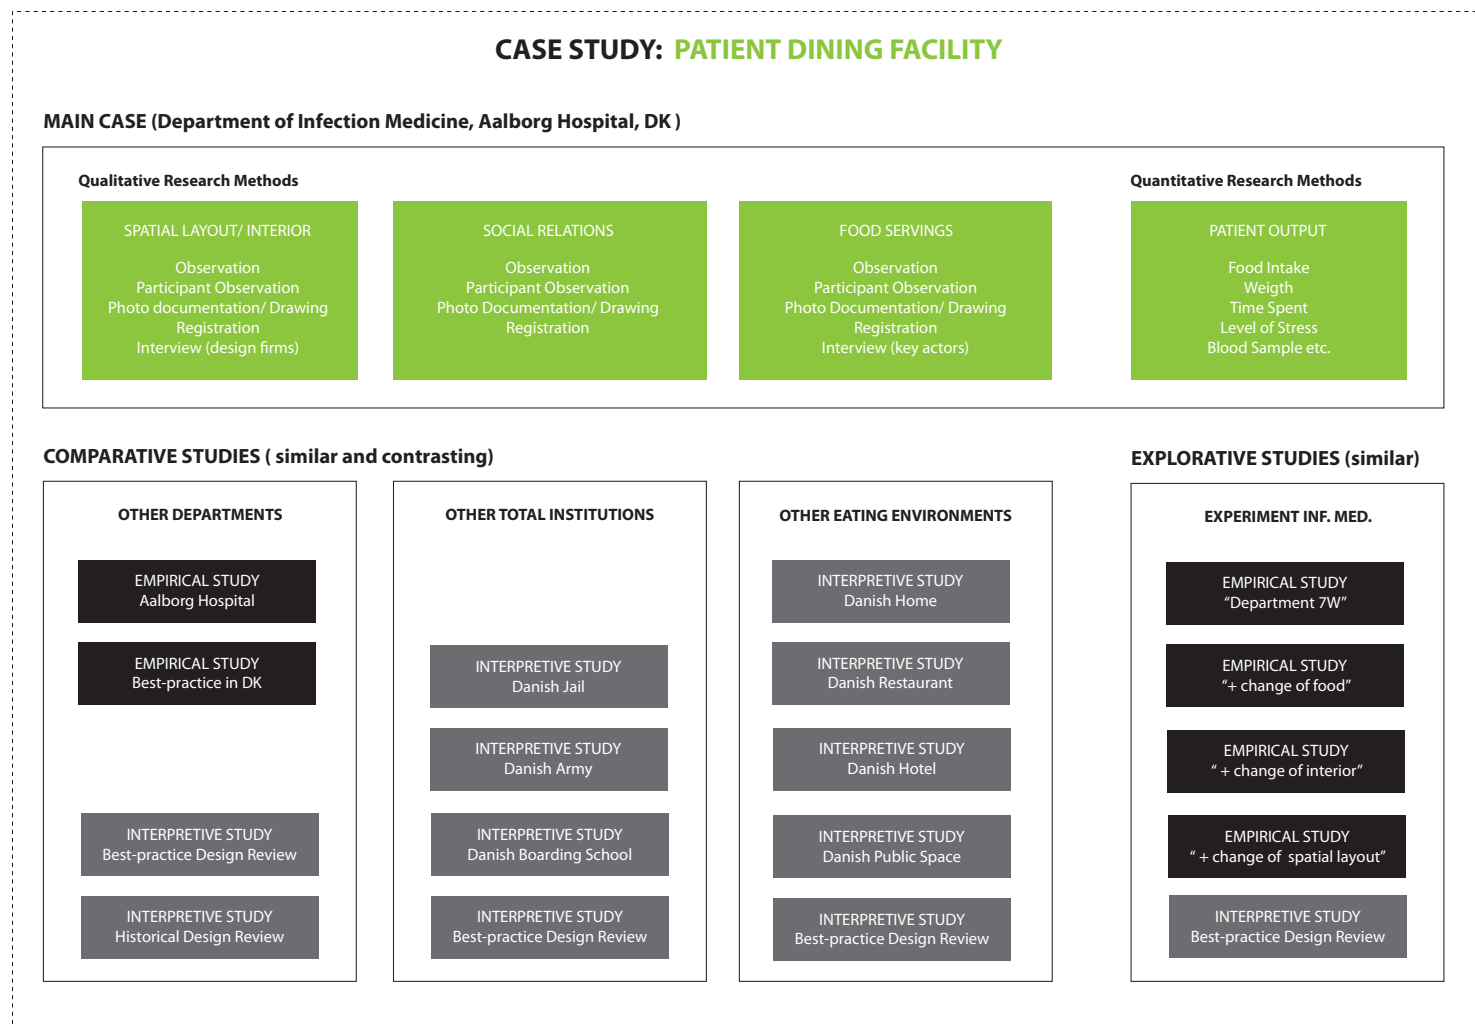 CASE STUDY: PATIENT DINING FACILITY
MAIN CASE (Department of Infection Medicine, Aalborg Hospital, DK )
Qualitative Research Methods
SPATIAL LAYOUT/ INTERIOR
Observation
Participant Observation
Photo documentation/ Drawing
Registration
Interview (design firms)
SOCIAL RELATIONS
Observation
Participant Observation
Photo Documentation/ Drawing
Registration
FOOD SERVINGS
Observation
Participant Observation
Photo Documentation/ Drawing
Registration
Interview (key actors)
Quantitative Research Methods
PATIENT OUTPUT
Food Intake
Weigth
Time Spent
Level of Stress
Blood Sample etc.
COMPARATIVE STUDIES ( similar and contrasting)
OTHER DEPARTMENTS
EMPIRICAL STUDY
Aalborg Hospital
EMPIRICAL STUDY
Best-practice in DK
INTERPRETIVE STUDY
Best-practice Design Review
INTERPRETIVE STUDY
Historical Design Review
OTHER TOTAL INSTITUTIONS
INTERPRETIVE STUDY
Danish Jail
INTERPRETIVE STUDY
Danish Army
INTERPRETIVE STUDY
Danish Boarding School
INTERPRETIVE STUDY
Best-practice Design Review
OTHER EATING ENVIRONMENTS
INTERPRETIVE STUDY
Danish Home
INTERPRETIVE STUDY
Danish Restaurant
INTERPRETIVE STUDY
Danish Hotel
INTERPRETIVE STUDY
Danish Public Space
INTERPRETIVE STUDY
Best-practice Design Review
EXPLORATIVE STUDIES (similar)
EXPERIMENT INF. MED.
EMPIRICAL STUDY
“Department 7W”
EMPIRICAL STUDY
“+ change of food”
EMPIRICAL STUDY
“ + change of interior”
EMPIRICAL STUDY
“ + change of spatial layout”
INTERPRETIVE STUDY
Best-practice Design Review